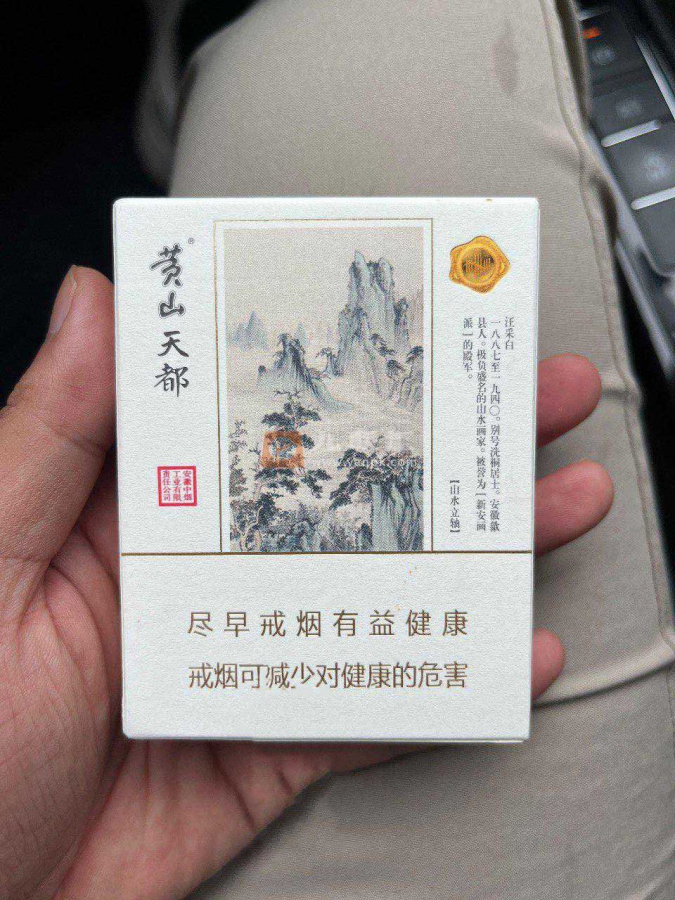 黄山®
天都
安徽中烟
工业有限
责任公司
汪采白
一八八七至一九四〇。别号洗桐居士。安徽歙
县人。极负盛名的山水画家。被誉为「新安画
派」的殿军。
【山水立轴】
尽早戒烟有益健康
戒烟可减少对健康的危害